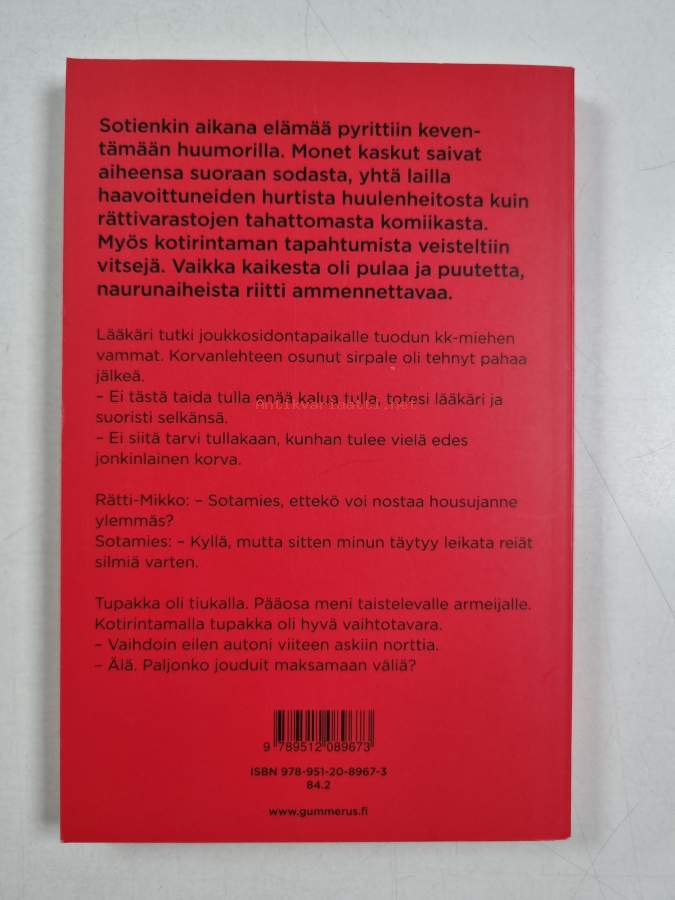 Sotienkin aikana elämää pyrittiin keven-
tämään huumorilla. Monet kaskut saivat
aiheensa suoraan sodasta, yhtä lailla
haavoittuneiden hurtista huulenheitosta kuin
rättivarastojen tahattomasta komiikasta.
Myös kotirintaman tapahtumista veisteltiin
vitsejä. Vaikka kaikesta oli pulaa ja puutetta,
naurunaiheista riitti ammennettavaa.
Lääkäri tutki joukkosidontapaikalle tuodun kk-miehen
vammat. Korvanlehteen osunut sirpale oli tehnyt pahaa
jälkeä.
– Ei tästä taida tulla enää kalua tulla, totesi lääkäri ja
Antikvariaatti.net
suoristi selkänsä.
– Ei siitä tarvi tullakaan, kunhan tulee vielä edes
jonkinlainen korva.
Rätti-Mikko: – Sotamies, ettekö voi nostaa housujanne
ylemmäs?
Sotamies: – Kyllä, mutta sitten minun täytyy leikata reiät
silmiä varten.
Tupakka oli tiukalla. Pääosa meni taistelevalle armeijalle.
Kotirintamalla tupakka oli hyvä vaihtotavara.
– Vaihdoin eilen autoni viiteen askiin norttia.
– Älä. Paljonko jouduit maksamaan väliä?
9 789512 089673
ISBN 978-951-20-8967-3
84.2
www.gummerus.fi